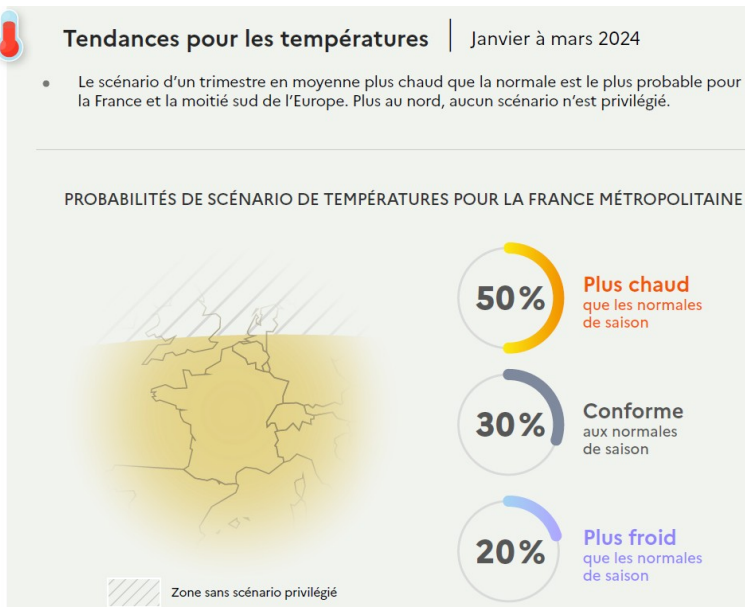 Tendances pour les températures | Janvier à mars 2024
Le scénario d'un trimestre en moyenne plus chaud que la normale est le plus probable pour
la France et la moitié sud de l'Europe. Plus au nord, aucun scénario n'est privilégié.
PROBABILITÉS DE SCÉNARIO DE TEMPÉRATURES POUR LA FRANCE MÉTROPOLITAINE
50%
Plus chaud
que les normales
de saison
30%
Conforme
aux normales
de saison
20%
Plus froid
que les normales
de saison
Zone sans scénario privilégié